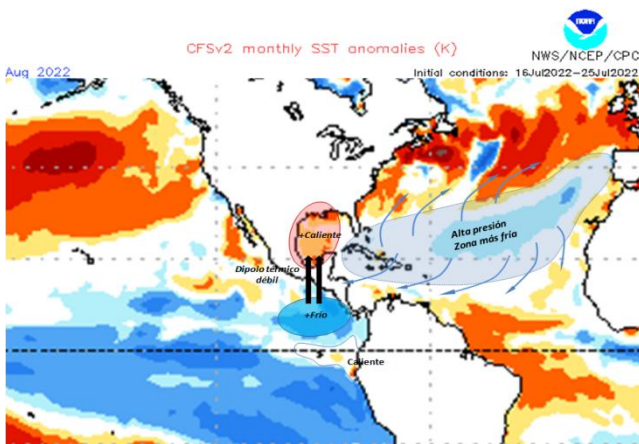 NOAA
CFSv2 monthly SST anomalies (K)
NWS/NCEP/CPC
Aug 2022
Initial conditions: 16Jul2022-25Jul2022
+Caliente
Alta presión
Zona más fría
Dipolo termico
débil
+Frío
Caliente